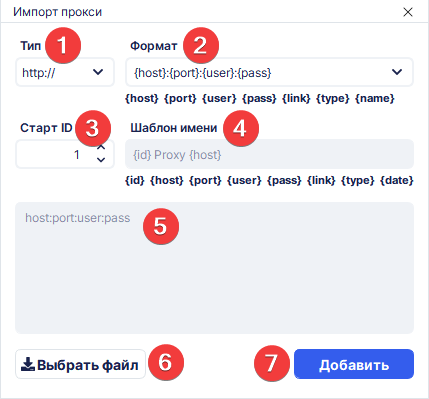 Импорт прокси
Тип 1 Формат 2
http:// {host}:{port}:{user}:{pass}
{host} {port} {user} {pass} {link} {type} {name}
Старт ID 3 Шаблон имени 4
1 {id} Proxy {host}
{id} {host} {port} {user} {pass} {link} {type} {date}
host:port:user:pass 5
Выбрать файл 6 7 Добавить